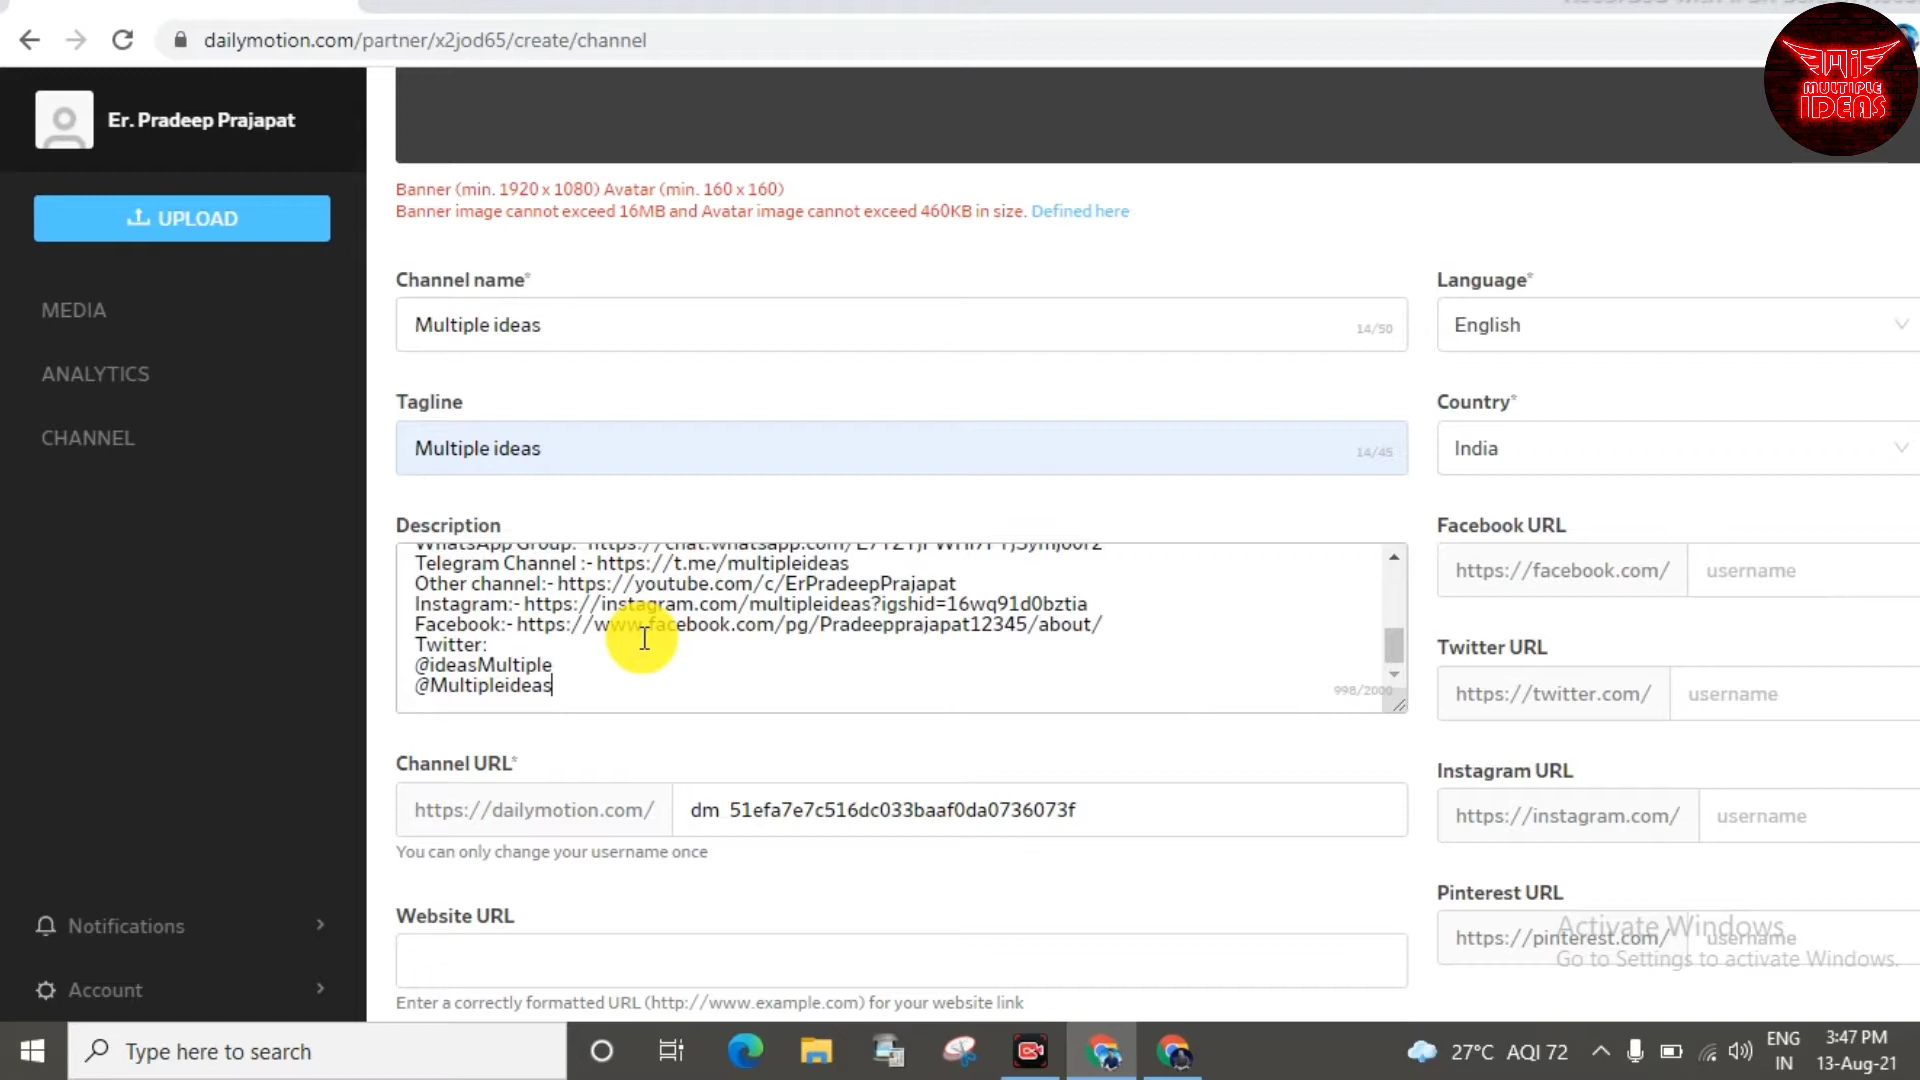 dailymotion.com/partner/x2jod65/create/channel
MULTIPLE
IDEAS
Er. Pradeep Prajapat
UPLOAD
MEDIA
ANALYTICS
CHANNEL
Notifications
Account
Banner (min. 1920 x 1080) Avatar (min. 160 x 160)
Banner image cannot exceed 16MB and Avatar image cannot exceed 460KB in size. Defined here
Channel name*
Multiple ideas 14/50
Tagline
Multiple ideas 14/45
Description
Telegram Channel :- https://t.me/multipleideas
Other channel:- https://youtube.com/c/ErPradeepPrajapat
Instagram:- https://instagram.com/multipleideas?igshid=16wq91d0bztia
Facebook:- https://www.facebook.com/pg/Pradeepprajapat12345/about/
Twitter:
@ideasMultiple
@Multipleideas
998/2000
Channel URL*
https://dailymotion.com/ dm_51efa7e7c516dc033baaf0da0736073f
You can only change your username once
Website URL
Enter a correctly formatted URL (http://www.example.com) for your website link
Language*
English
Country*
India
Facebook URL
https://facebook.com/ username
Twitter URL
https://twitter.com/ username
Instagram URL
https://instagram.com/ username
Pinterest URL
https://pinterest.com/ username
Activate Windows
Go to Settings to activate Windows.
Type here to search
27°C AQI 72
ENG
IN
3:47 PM
13-Aug-21